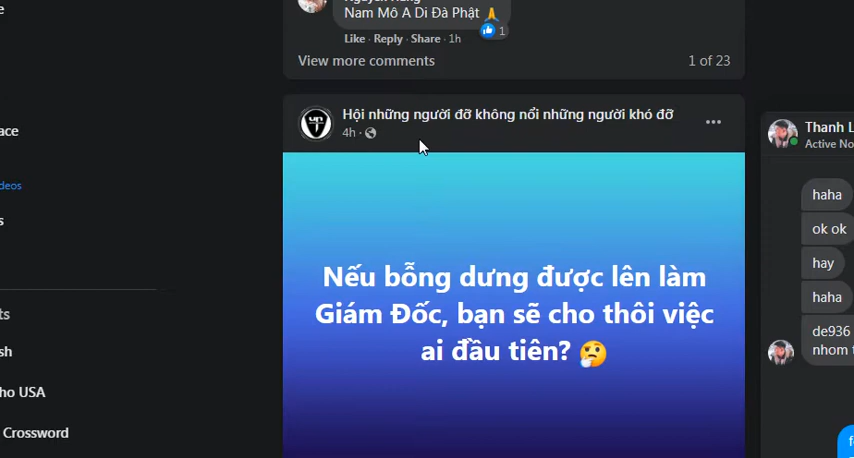 Nam Mô A Di Đà Phật 🙏
1
Like · Reply · Share · 1h
View more comments
1 of 23
Hội những người đỡ không nổi những người khó đỡ
4h
Nếu bỗng dưng được lên làm
Giám Đốc, bạn sẽ cho thôi việc
ai đầu tiên? 🤔
ace
deos
s
ts
sh
ho USA
Crossword
Thanh L
Active No
haha
ok ok
hay
haha
de936
nhom t